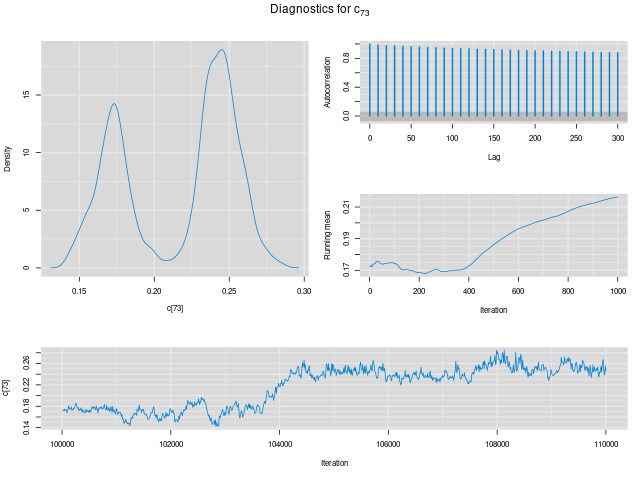 Diagnostics for c73
Density
0 5 10 15
0.15 0.20 0.25 0.30
c[73]
Autocorrelation
0.0 0.4 0.8
0 50 100 150 200 250 300
Lag
Running mean
0.17 0.19 0.21
0 200 400 600 800 1000
Iteration
c[73]
0.14 0.18 0.22 0.26
100000 102000 104000 106000 108000 110000
Iteration